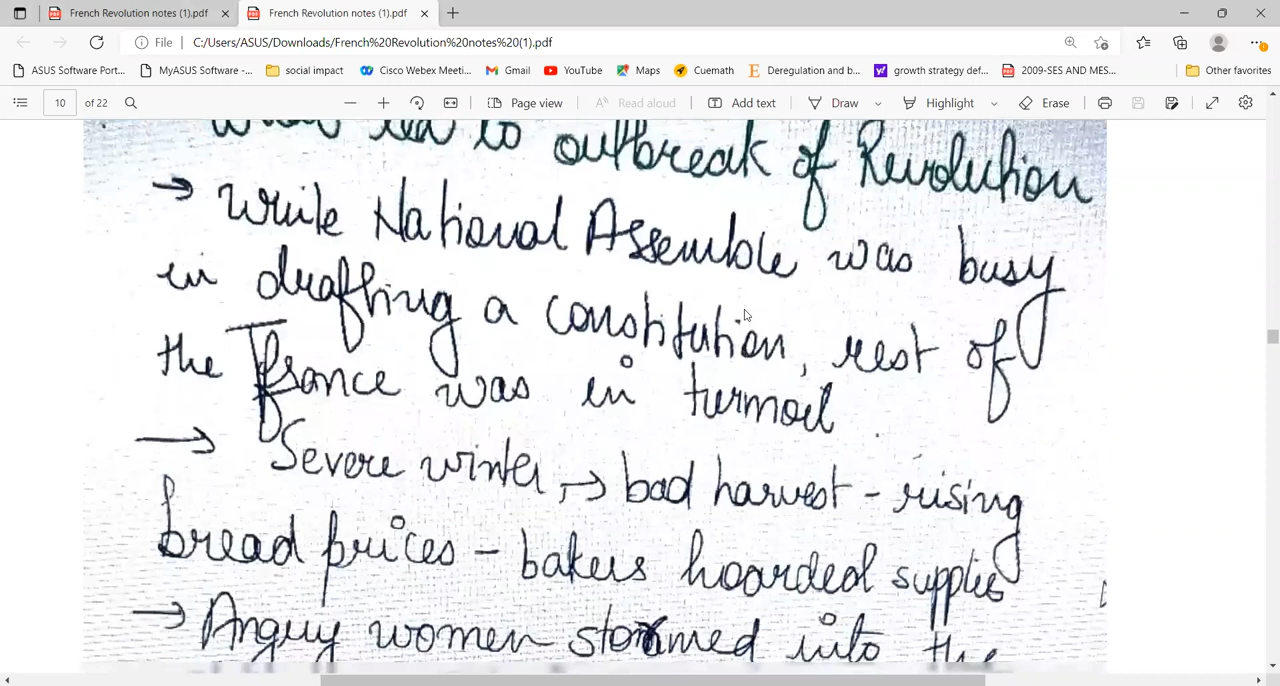 French Revolution notes (1).pdf
French Revolution notes (1).pdf
File C:/Users/ASUS/Downloads/French%20Revolution%20notes%20(1).pdf
ASUS Software Port... MyASUS Software -... social impact Cisco Webex Meeti... Gmail YouTube Maps Cuemath Deregulation and b... growth strategy def... 2009-SES AND MES... Other favorites
10 of 22 Page view Read aloud Add text Draw Highlight Erase
led to outbreak of Revolution
→ While National Assemble was busy
in drafting a constitution, rest of
the France was in turmoil.
→ Severe winter, → bad harvest - rising
bread prices - bakers hoarded supplies
→ Angry women stormed into the